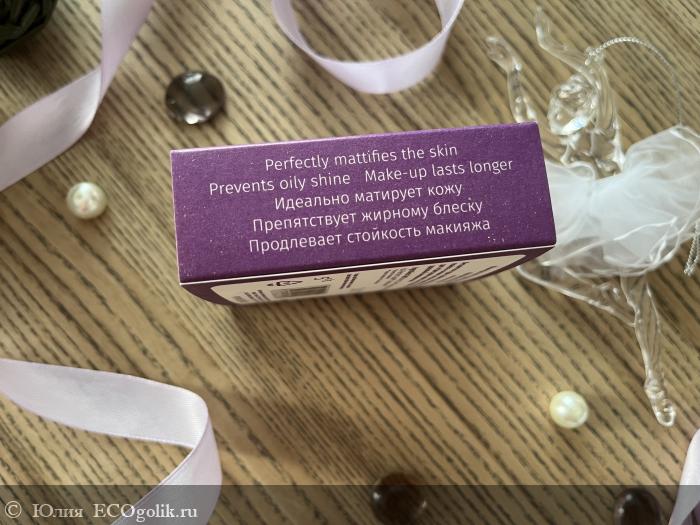 Perfectly mattifies the skin
Prevents oily shine Make-up lasts longer
Идеально матирует кожу
Препятствует жирному блеску
Продлевает стойкость макияжа
© Юлия ECOgolik.ru